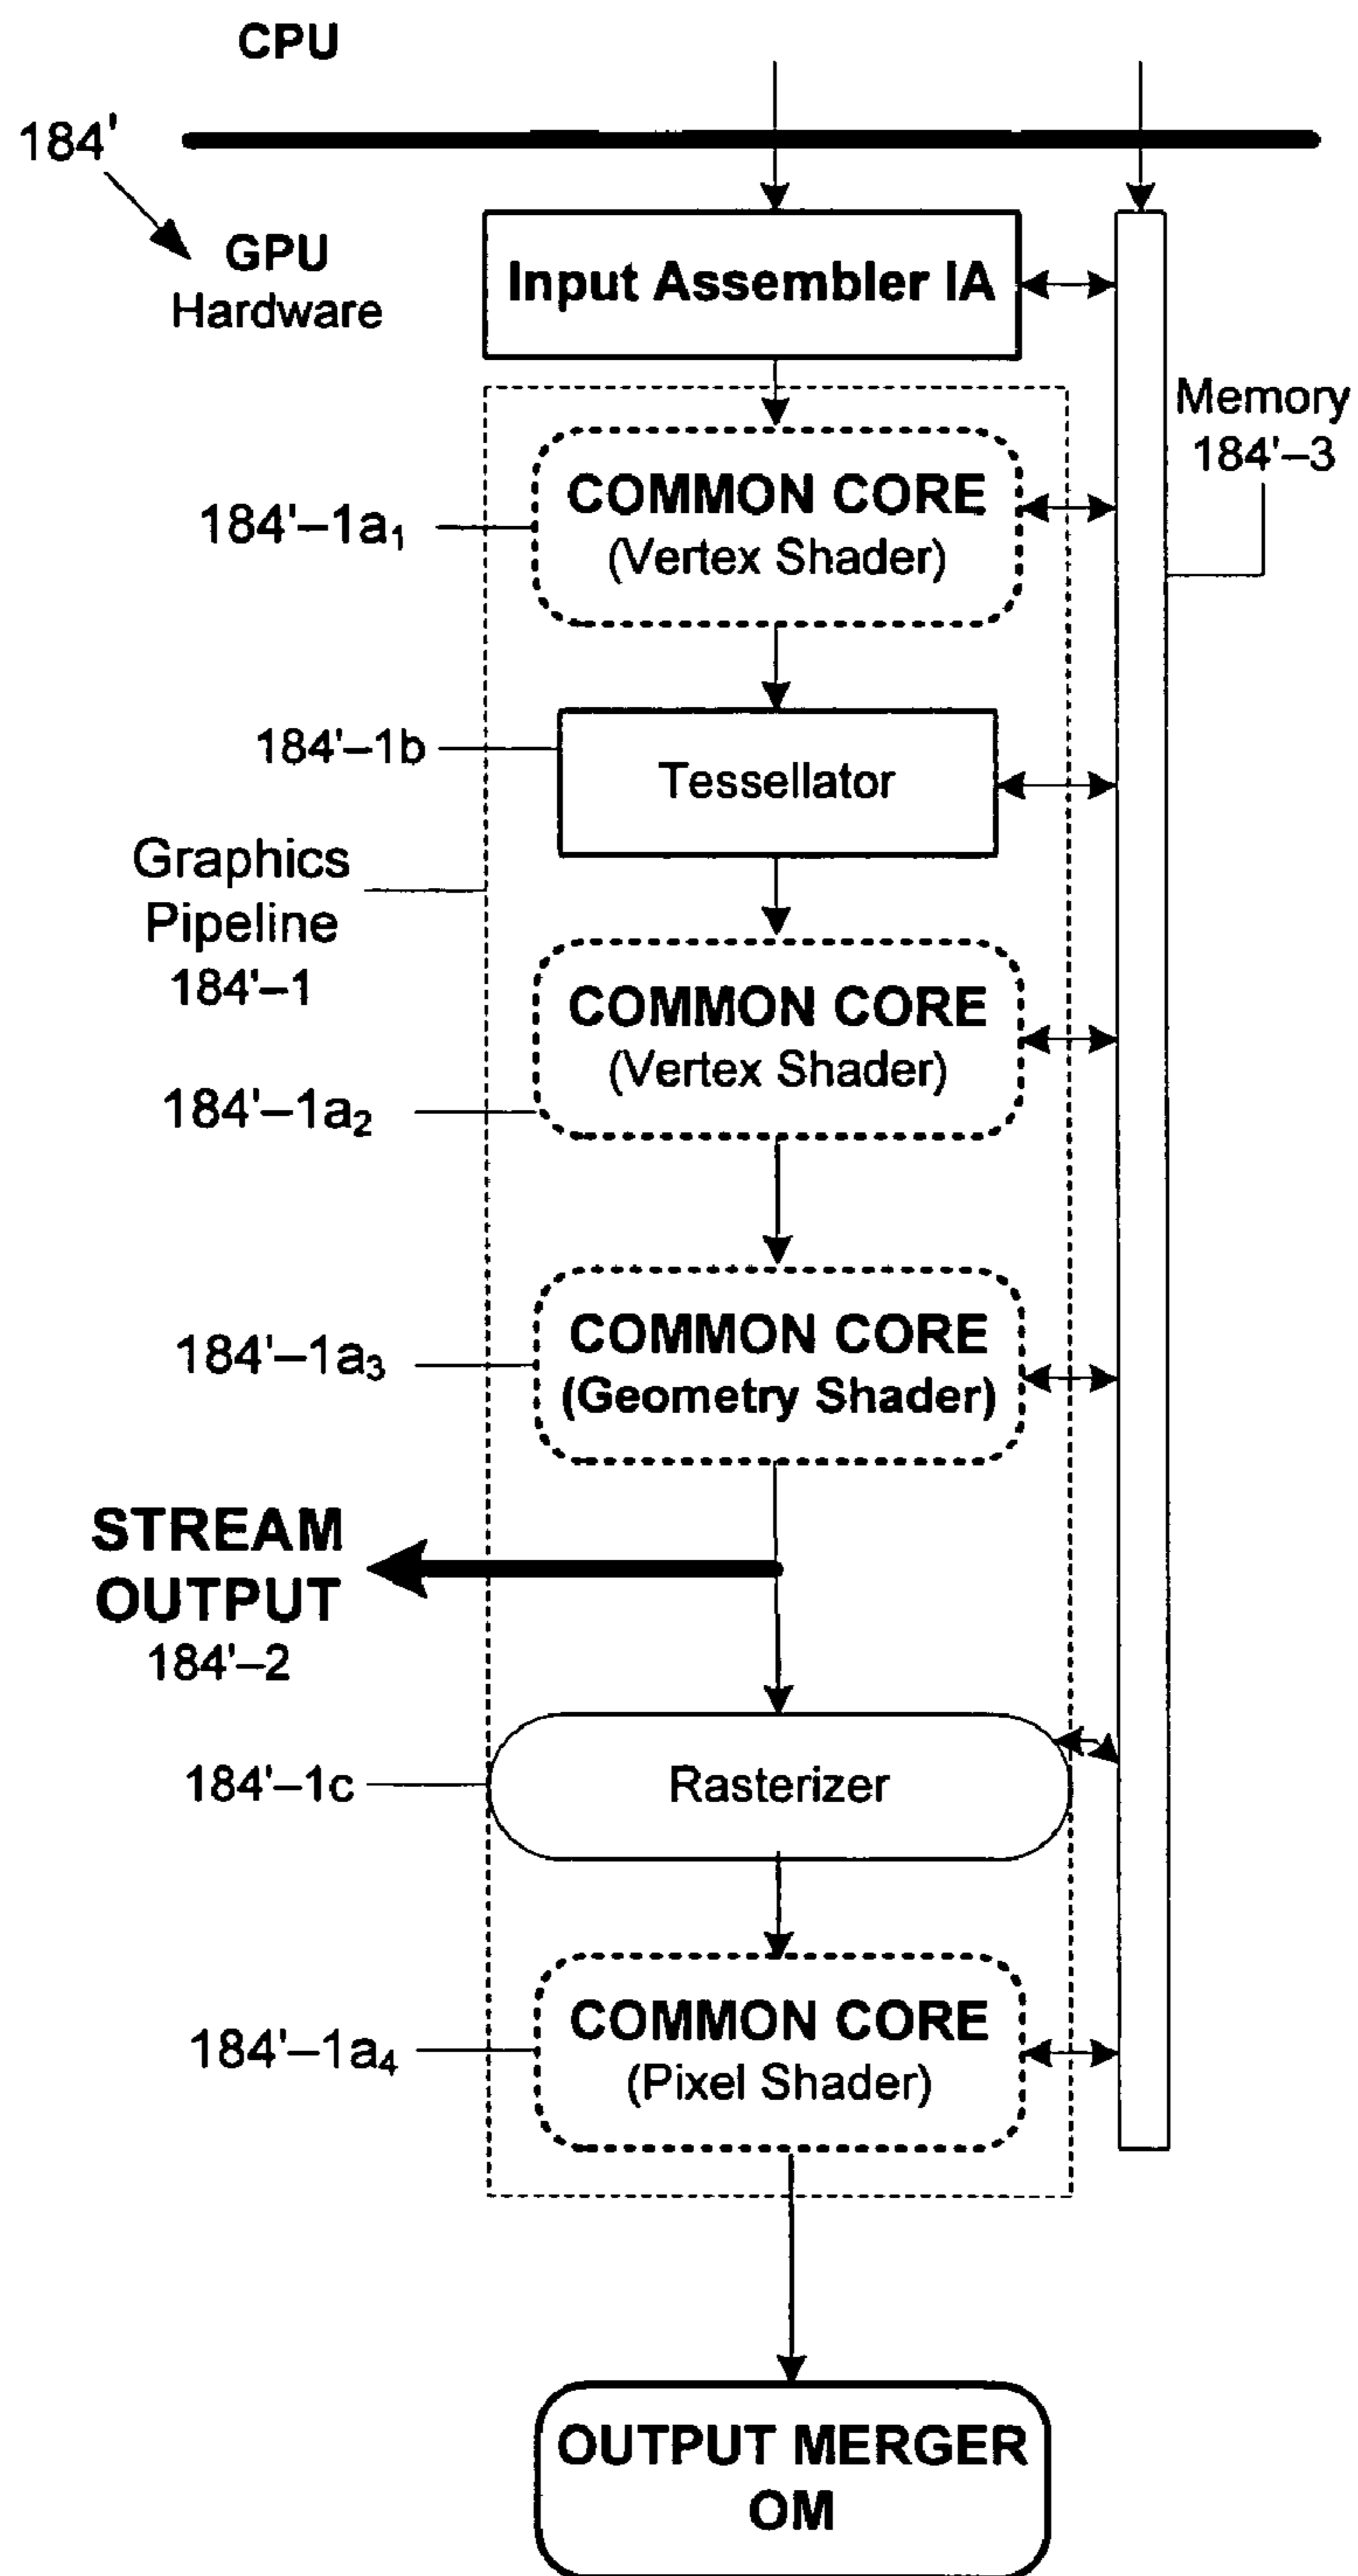 CPU
184'
GPU
Hardware
Input Assembler IA
Memory
184'–3
COMMON CORE
(Vertex Shader)
184'–1a₁
184'–1b
Tessellator
Graphics
Pipeline
184'–1
COMMON CORE
(Vertex Shader)
184'–1a₂
COMMON CORE
(Geometry Shader)
184'–1a₃
STREAM
OUTPUT
184'–2
184'–1c
Rasterizer
COMMON CORE
(Pixel Shader)
184'–1a₄
OUTPUT MERGER
OM